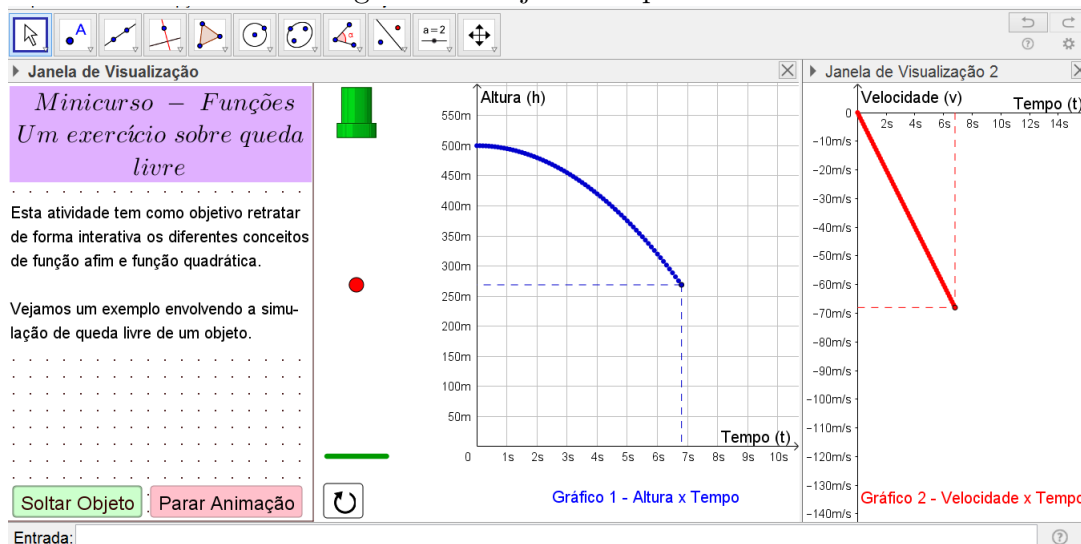 a=2
Janela de Visualização
Janela de Visualização 2
Minicurso − Funções
Um exercício sobre queda
livre
Esta atividade tem como objetivo retratar
de forma interativa os diferentes conceitos
de função afim e função quadrática.
Vejamos um exemplo envolvendo a simu-
lação de queda livre de um objeto.
Soltar Objeto
Parar Animação
Altura (h)
550m
500m
450m
400m
350m
300m
250m
200m
150m
100m
50m
Tempo (t)
0 1s 2s 3s 4s 5s 6s 7s 8s 9s 10s
Gráfico 1 - Altura x Tempo
Velocidade (v)
Tempo (t)
0 2s 4s 6s 8s 10s 12s 14s
−10m/s
−20m/s
−30m/s
−40m/s
−50m/s
−60m/s
−70m/s
−80m/s
−90m/s
−100m/s
−110m/s
−120m/s
−130m/s
−140m/s
Gráfico 2 - Velocidade x Tempo
Entrada: